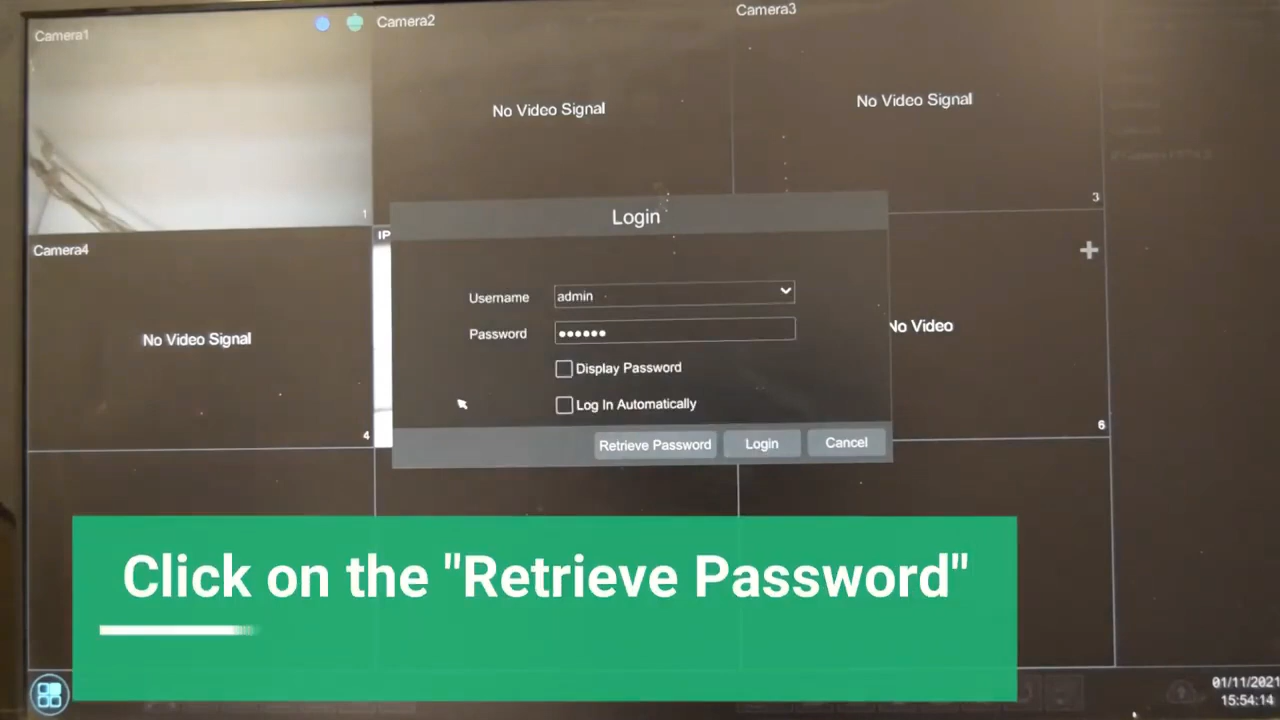 Camera1
Camera2
Camera3
No Video Signal
No Video Signal
1
3
Login
Camera4
IP
Username
admin
Password
••••••
No Video Signal
No Video
Display Password
Log In Automatically
4
6
Retrieve Password
Login
Cancel
Click on the "Retrieve Password"
01/11/2021
15:54:14